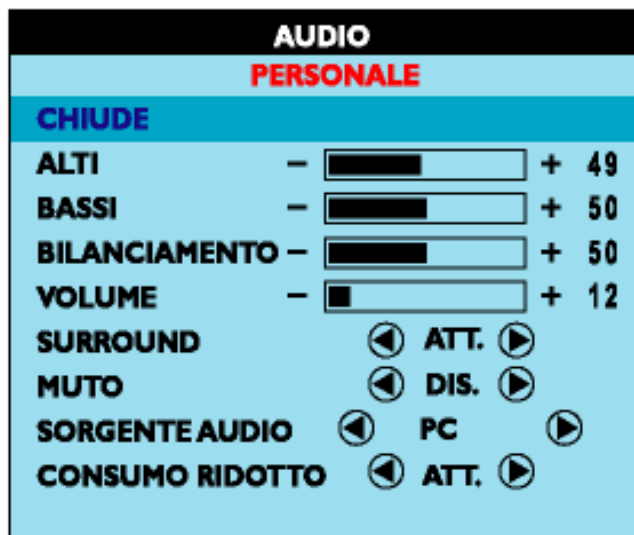 AUDIO
PERSONALE
CHIUDE
ALTI − + 49
BASSI − + 50
BILANCIAMENTO − + 50
VOLUME − + 12
SURROUND ATT.
MUTO DIS.
SORGENTE AUDIO PC
CONSUMO RIDOTTO ATT.